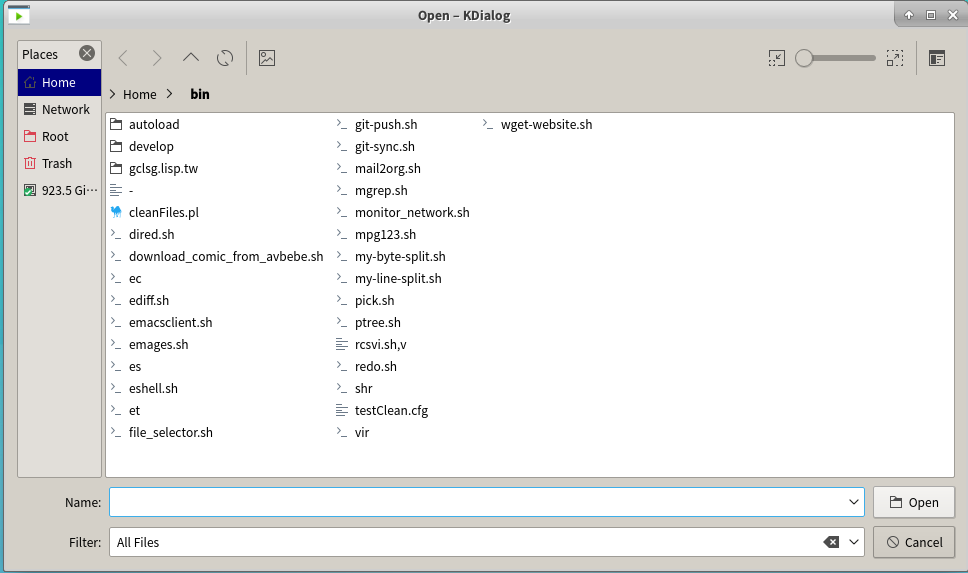 Open – KDialog
Places
Home
Network
Root
Trash
923.5 Gi···
Home
bin
autoload
develop
gclsg.lisp.tw
-
cleanFiles.pl
dired.sh
download_comic_from_avbebe.sh
ec
ediff.sh
emacsclient.sh
emages.sh
es
eshell.sh
et
file_selector.sh
git-push.sh
git-sync.sh
mail2org.sh
mgrep.sh
monitor_network.sh
mpg123.sh
my-byte-split.sh
my-line-split.sh
pick.sh
ptree.sh
rcsvi.sh,v
redo.sh
shr
testClean.cfg
vir
wget-website.sh
Name:
Open
Filter: All Files
Cancel